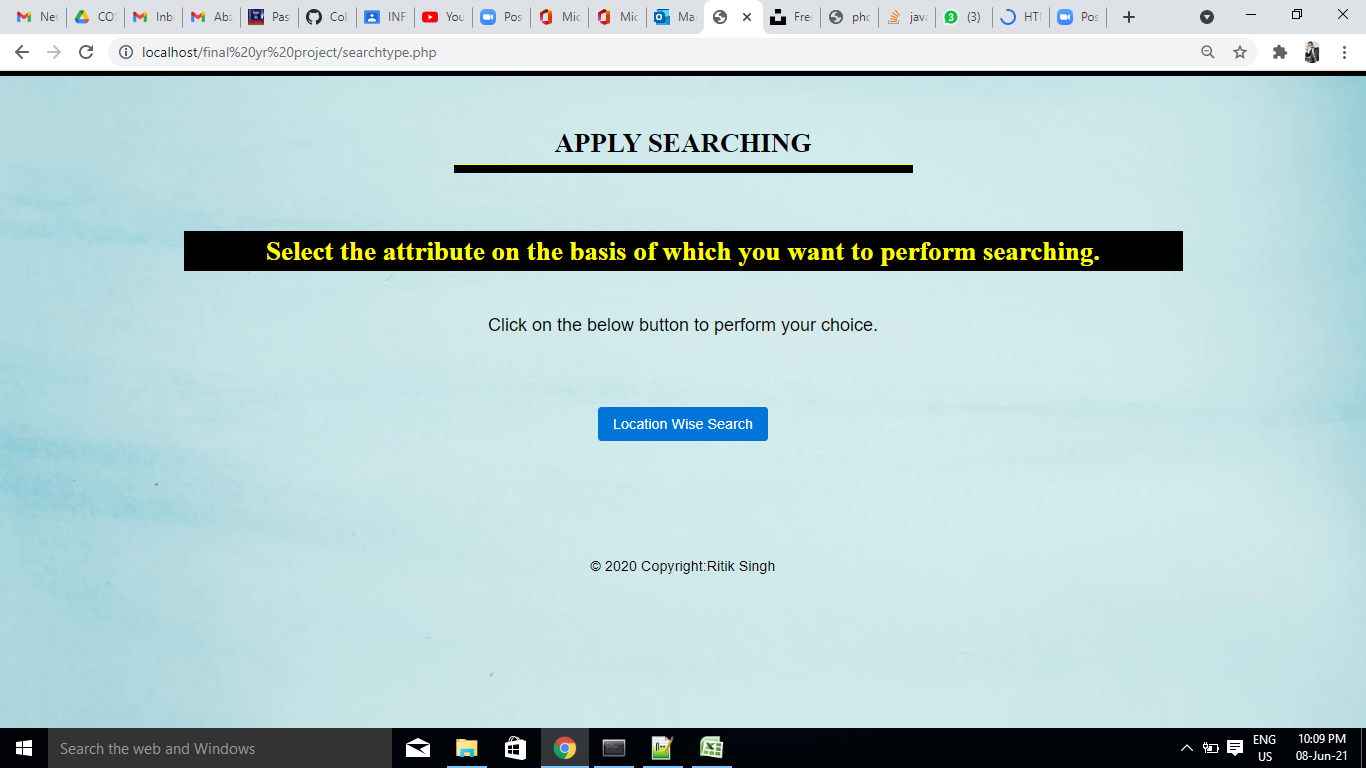 Ne
CO
Inb
Ab
Pas
Col
INF
You
Pos
Mic
Mic
Ma
Fre
pho
java
(3)
HTI
Pos
localhost/final%20yr%20project/searchtype.php
APPLY SEARCHING
Select the attribute on the basis of which you want to perform searching.
Click on the below button to perform your choice.
Location Wise Search
© 2020 Copyright:Ritik Singh
Search the web and Windows
ENG
US
10:09 PM
08-Jun-21